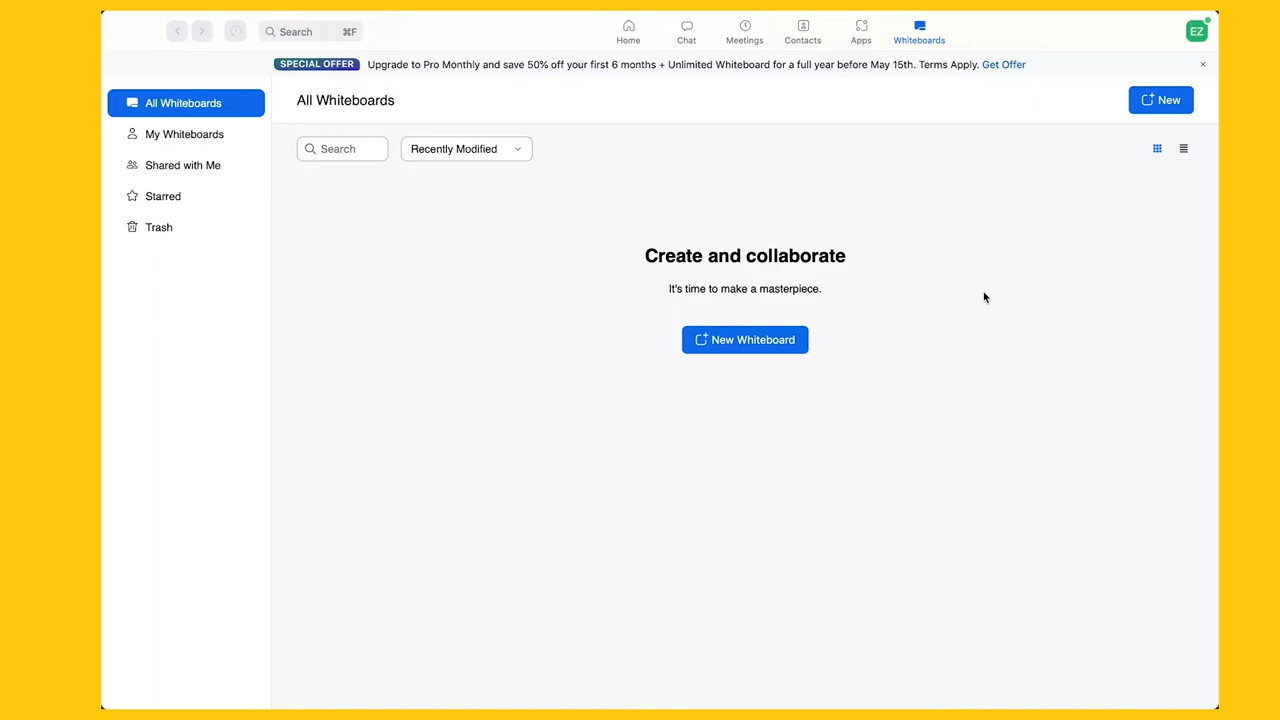 Search ⌘F
Home
Chat
Meetings
Contacts
Apps
Whiteboards
EZ
SPECIAL OFFER Upgrade to Pro Monthly and save 50% off your first 6 months + Unlimited Whiteboard for a full year before May 15th. Terms Apply. Get Offer
All Whiteboards
My Whiteboards
Shared with Me
Starred
Trash
All Whiteboards
New
Search
Recently Modified
Create and collaborate
It's time to make a masterpiece.
New Whiteboard